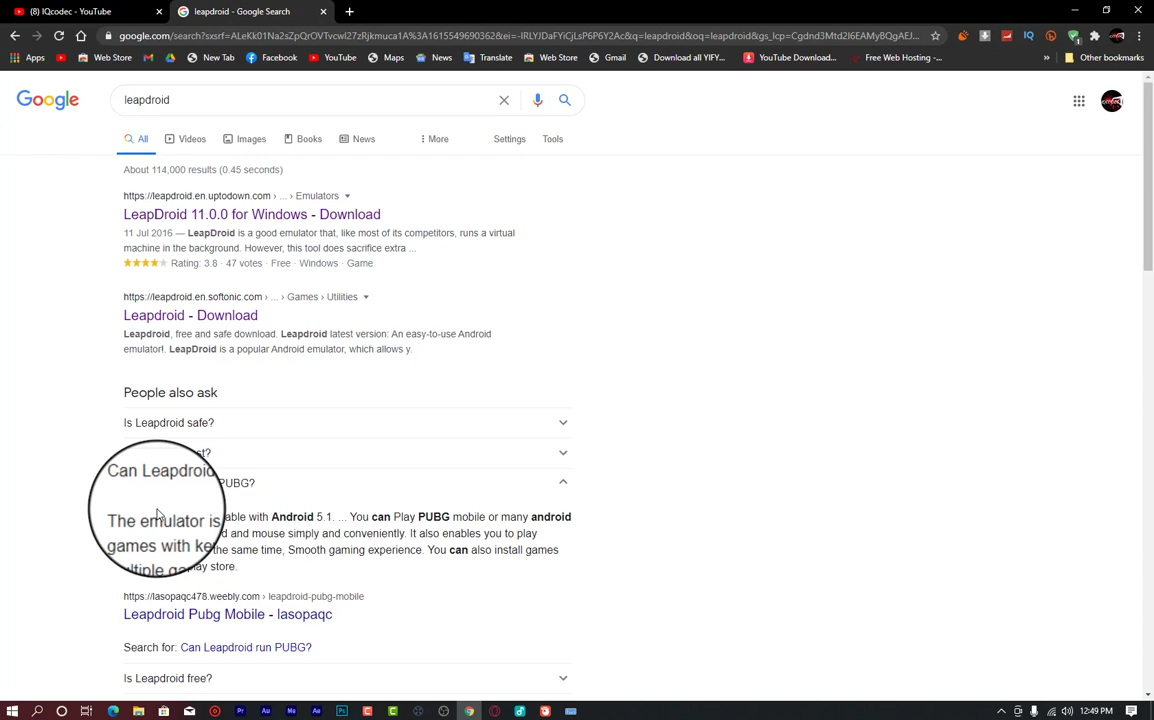 (8) IQcodec - YouTube
leapdroid - Google Search
google.com/search?sxsrf=ALeKk01Na2sZpQrOVTvcwl27zRjkmuca1A%3A1615549690362&ei=-IRLYJDaFYiCjLsP6P6Y2Ac&q=leapdroid&oq=leapdroid&gs_lcp=Cgdnd3Mtd2l6EAMyBQgAEJ...
Apps
Web Store
New Tab
Facebook
YouTube
Maps
News
Translate
Web Store
Gmail
Download all YIFY...
YouTube Download...
Free Web Hosting -...
»
Other bookmarks
Google
leapdroid
All
Videos
Images
Books
News
More
Settings
Tools
About 114,000 results (0.45 seconds)
https://leapdroid.en.uptodown.com › ... › Emulators
LeapDroid 11.0.0 for Windows - Download
11 Jul 2016 — LeapDroid is a good emulator that, like most of its competitors, runs a virtual
machine in the background. However, this tool does sacrifice extra ...
Rating: 3.8 · 47 votes · Free · Windows · Game
https://leapdroid.en.softonic.com › ... › Games › Utilities
Leapdroid - Download
Leapdroid, free and safe download. Leapdroid latest version: An easy-to-use Android
emulator!. LeapDroid is a popular Android emulator, which allows y.
People also ask
Is Leapdroid safe?
st?
Can Leapdroid PUBG?
The emulator is able with Android 5.1. ... You can Play PUBG mobile or many android
games with ke d and mouse simply and conveniently. It also enables you to play
ultiple ga the same time, Smooth gaming experience. You can also install games
play store.
https://lasopaqc478.weebly.com › leapdroid-pubg-mobile
Leapdroid Pubg Mobile - lasopaqc
Search for: Can Leapdroid run PUBG?
Is Leapdroid free?
12:49 PM